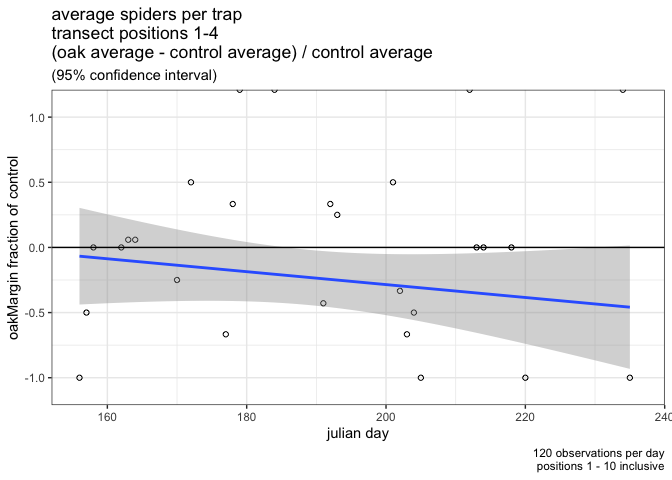 average spiders per trap
transect positions 1-4
(oak average - control average) / control average
(95% confidence interval)
1.0
0.5
0.0
-0.5
-1.0
oakMargin fraction of control
160 180 200 220 240
julian day
120 observations per day
positions 1 - 10 inclusive